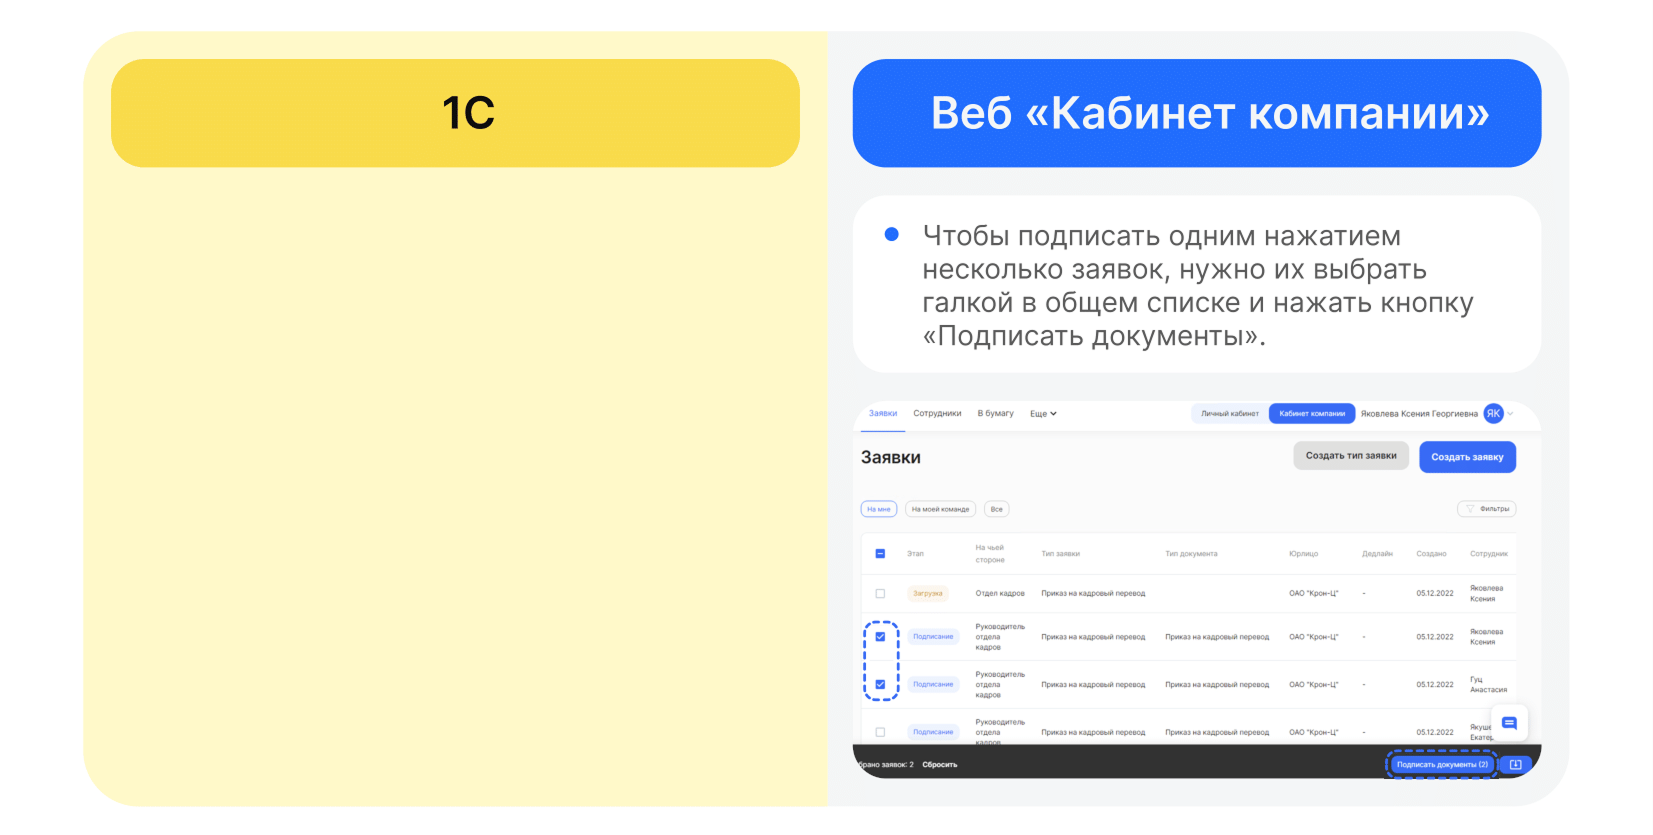 1С
Веб «Кабинет компании»
Чтобы подписать одним нажатием
несколько заявок, нужно их выбрать
галкой в общем списке и нажать кнопку
«Подписать документы».
Заявки Сотрудники В бумагу Еще Личный кабинет Кабинет компании Яковлева Ксения Георгиевна ЯК
Заявки Создать тип заявки Создать заявку
На мне На моей команде Все Фильтры
Этап На чьей стороне Тип заявки Тип документа Юрлицо Дедлайн Создано Сотрудник
Загрузка Отдел кадров Приказ на кадровый перевод ОАО "Крон-Ц" - 05.12.2022 Яковлева Ксения
Подписание Руководитель отдела кадров Приказ на кадровый перевод Приказ на кадровый перевод ОАО "Крон-Ц" - 05.12.2022 Яковлева Ксения
Подписание Руководитель отдела кадров Приказ на кадровый перевод Приказ на кадровый перевод ОАО "Крон-Ц" - 05.12.2022 Гуц Анастасия
Подписание Руководитель отдела кадров Приказ на кадровый перевод Приказ на кадровый перевод ОАО "Крон-Ц" - 05.12.2022
брано заявок: 2 Сбросить Подписать документы (2)